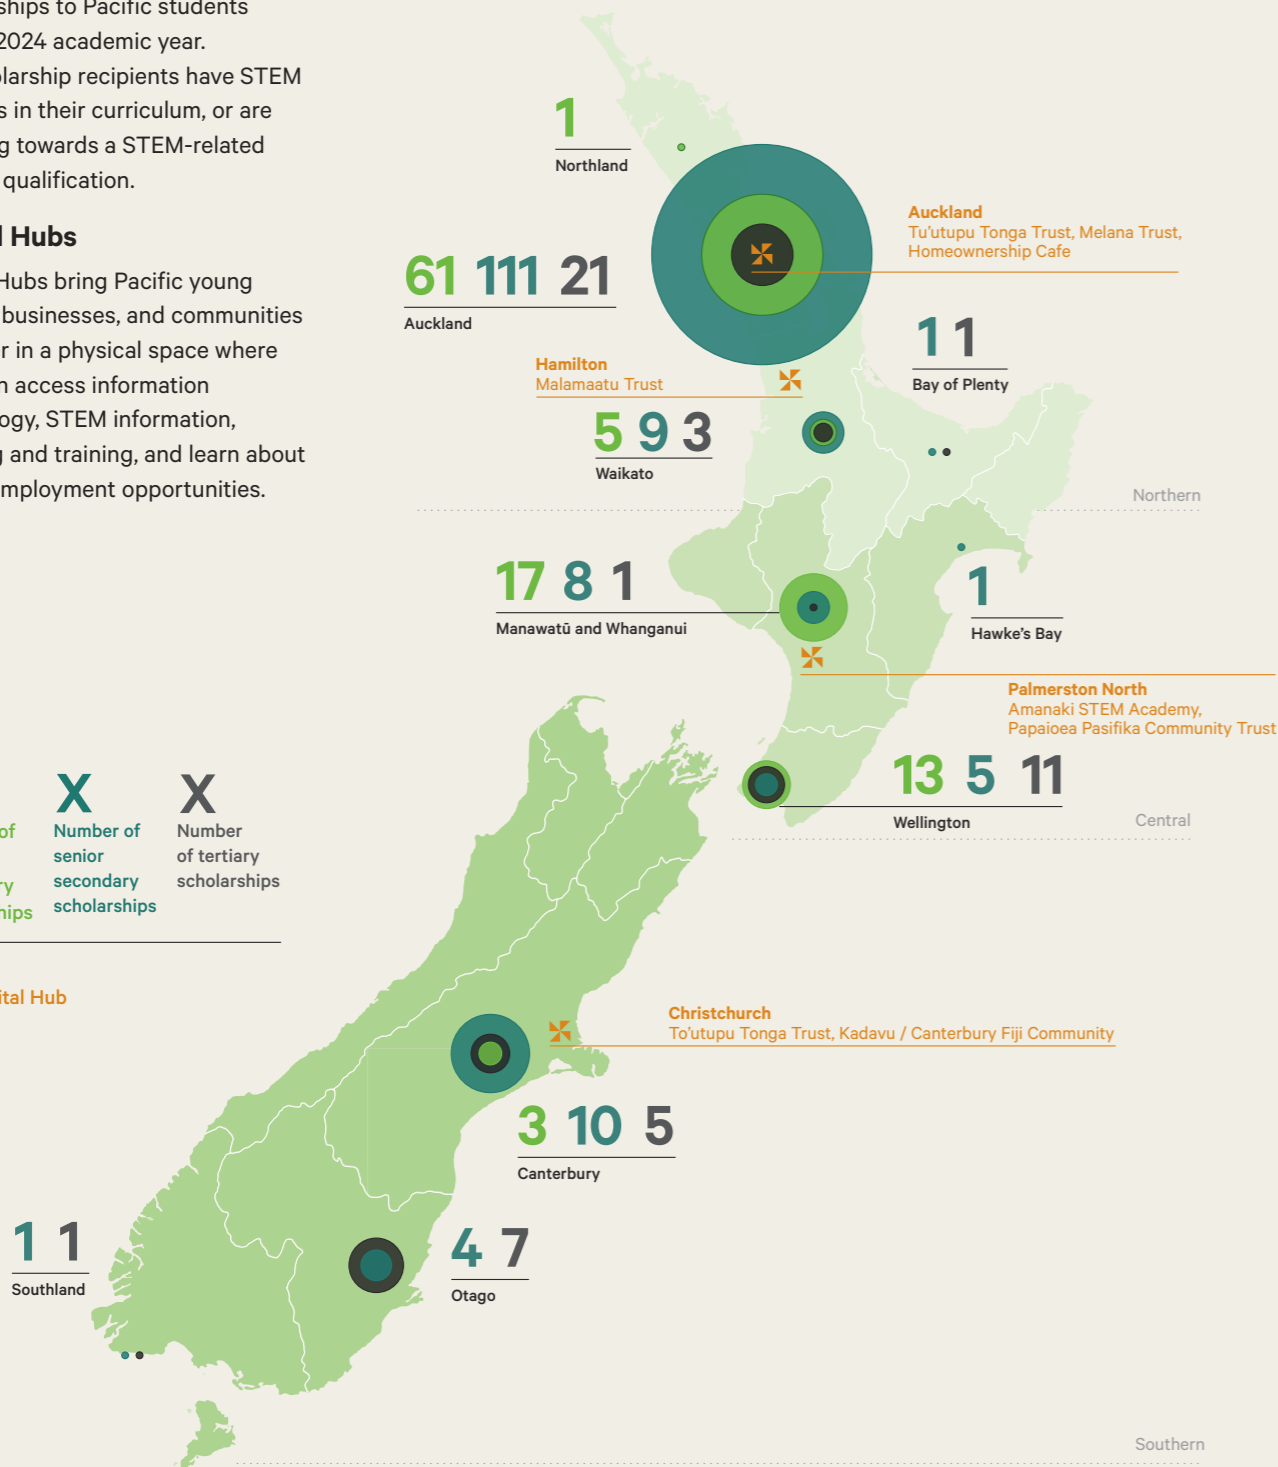 ships to Pacific students
2024 academic year.
olarship recipients have STEM
s in their curriculum, or are
g towards a STEM-related
qualification.
l Hubs
Hubs bring Pacific young
businesses, and communities
r in a physical space where
n access information
ogy, STEM information,
g and training, and learn about
mployment opportunities.
1
Northland
61 111 21
Auckland
Auckland
Tu'utupu Tonga Trust, Melana Trust,
Homeownership Cafe
Hamilton
Malamaatu Trust
1 1
Bay of Plenty
5 9 3
Waikato
Northern
17 8 1
Manawatū and Whanganui
1
Hawke's Bay
Palmerston North
Amanaki STEM Academy,
Papaioea Pasifika Community Trust
13 5 11
Wellington
Central
of
ry
hips
X
Number of
senior
secondary
scholarships
X
Number
of tertiary
scholarships
ital Hub
Christchurch
To'utupu Tonga Trust, Kadavu / Canterbury Fiji Community
3 10 5
Canterbury
1 1
Southland
4 7
Otago
Southern